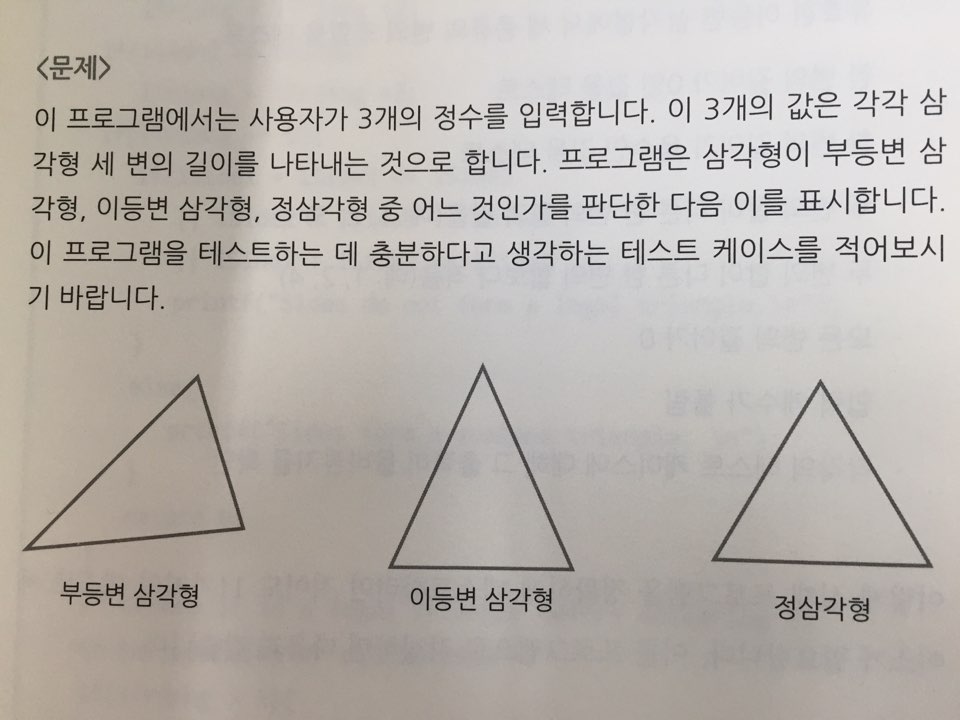 <문제>
이 프로그램에서는 사용자가 3개의 정수를 입력합니다. 이 3개의 값은 각각 삼
각형 세 변의 길이를 나타내는 것으로 합니다. 프로그램은 삼각형이 부등변 삼
각형, 이등변 삼각형, 정삼각형 중 어느 것인가를 판단한 다음 이를 표시합니다.
이 프로그램을 테스트하는 데 충분하다고 생각하는 테스트 케이스를 적어보시
기 바랍니다.
부등변 삼각형
이등변 삼각형
정삼각형